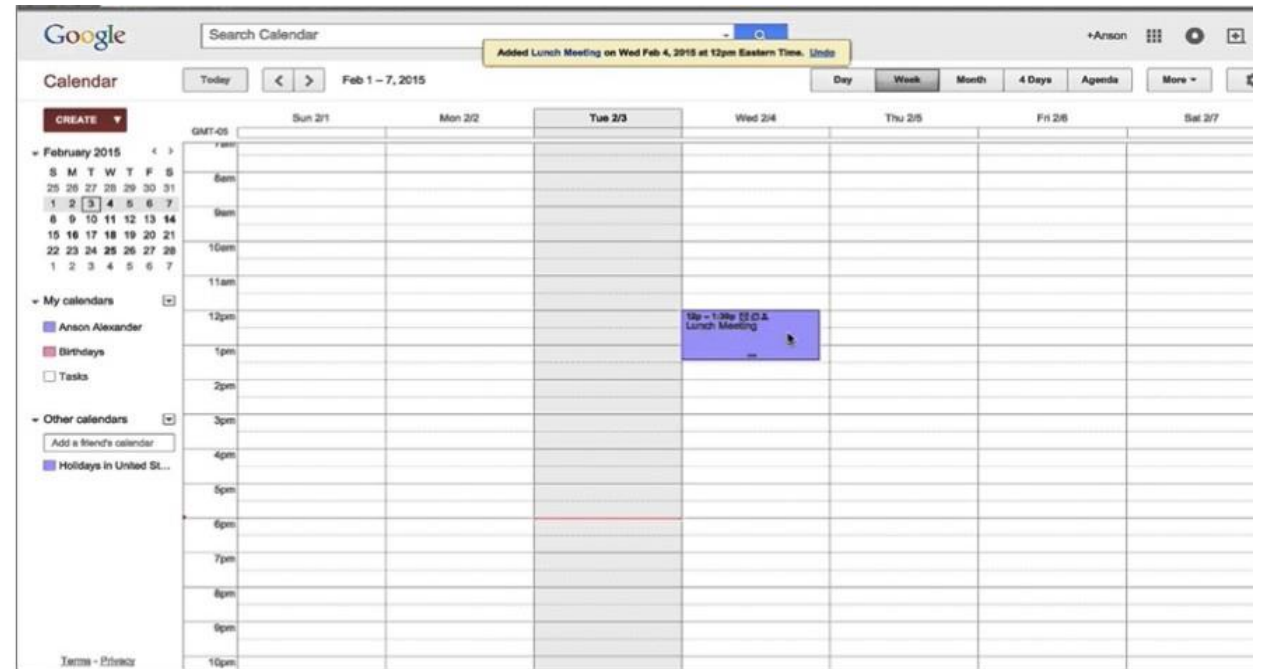 Google
Search Calendar
+Anson
Added Lunch Meeting on Wed Feb 4, 2015 at 12pm Eastern Time. Undo
Calendar
Today < > Feb 1 – 7, 2015 Day Week Month 4 Days Agenda More
CREATE
Sun 2/1 Mon 2/2 Tue 2/3 Wed 2/4 Thu 2/5 Fri 2/6 Sat 2/7
GMT-05
February 2015 < >
S M T W T F S
25 26 27 28 29 30 31
1 2 3 4 5 6 7
8 9 10 11 12 13 14
15 16 17 18 19 20 21
22 23 24 25 26 27 28
1 2 3 4 5 6 7
My calendars
Anson Alexander
Birthdays
Tasks
Other calendars
Add a friend's calendar
Holidays in United St...
Terms - Privacy
7am
8am
9am
10am
11am
12pm
1pm
2pm
3pm
4pm
5pm
6pm
7pm
8pm
9pm
10pm
12p – 1:30p
Lunch Meeting